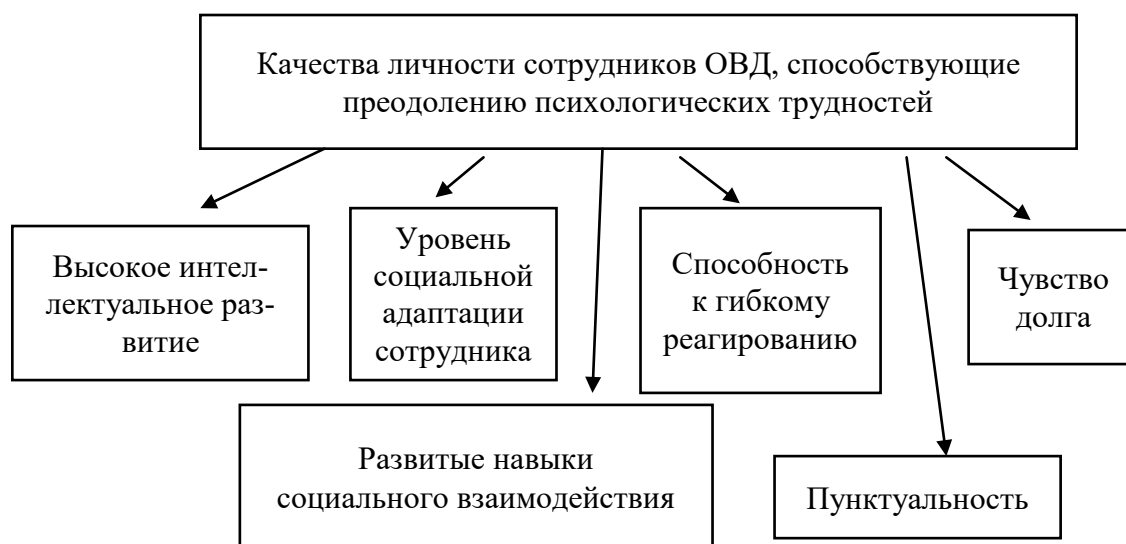 Качества личности сотрудников ОВД, способствующие
преодолению психологических трудностей
Высокое интел-
лектуальное раз-
витие
Уровень
социальной
адаптации
сотрудника
Способность
к гибкому
реагированию
Чувство
долга
Развитые навыки
социального взаимодействия
Пунктуальность